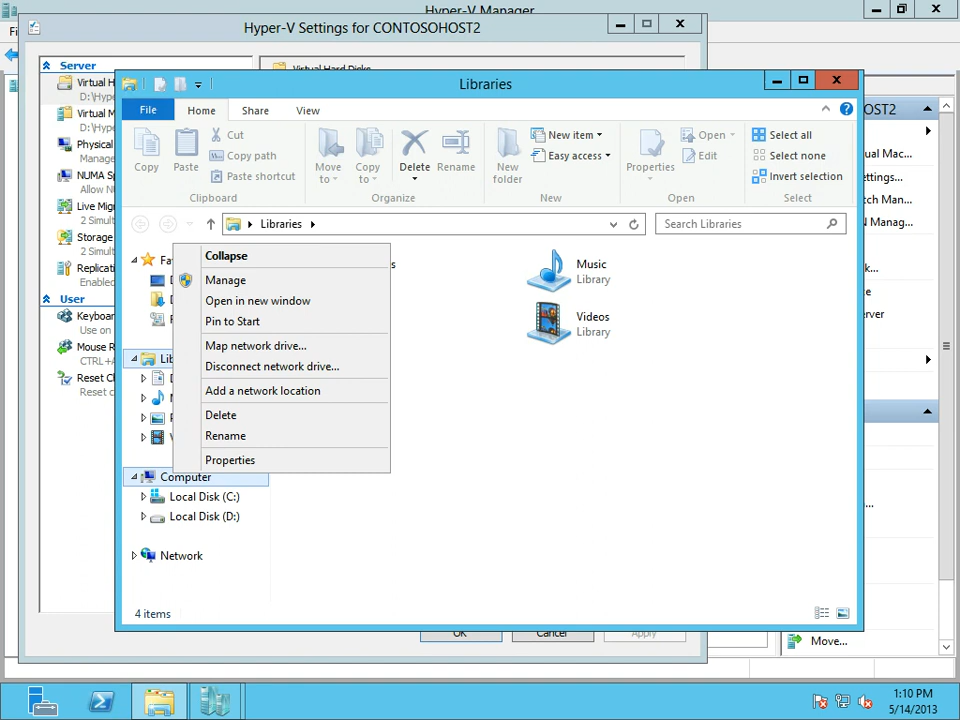 Hyper-V Manager
Fi
Hyper-V Settings for CONTOSOHOST2
Server
Virtual H
D:\Hype
Virtual M
D:\Hype
Physical
Manage
NUMA Sp
Allow N
Live Mig
2 Simult
Storage
2 Simult
Replicati
Enabled
User
Keyboar
Use on
Mouse R
CTRL+A
Reset Ch
Reset c
Virtual Hard Disks
OK
Cancel
Apply
Libraries
File
Home
Share
View
Copy
Paste
Cut
Copy path
Paste shortcut
Clipboard
Move to
Copy to
Delete
Rename
Organize
New folder
New item
Easy access
New
Properties
Open
Edit
Open
Select all
Select none
Invert selection
Select
Libraries
Search Libraries
Fa
Lib
Computer
Local Disk (C:)
Local Disk (D:)
Network
Collapse
Manage
Open in new window
Pin to Start
Map network drive...
Disconnect network drive...
Add a network location
Delete
Rename
Properties
s
Music
Library
Videos
Library
4 items
OST2
ual Mac...
ettings...
tch Man...
N Manag...
k...
e
erver
...
Move...
1:10 PM
5/14/2013